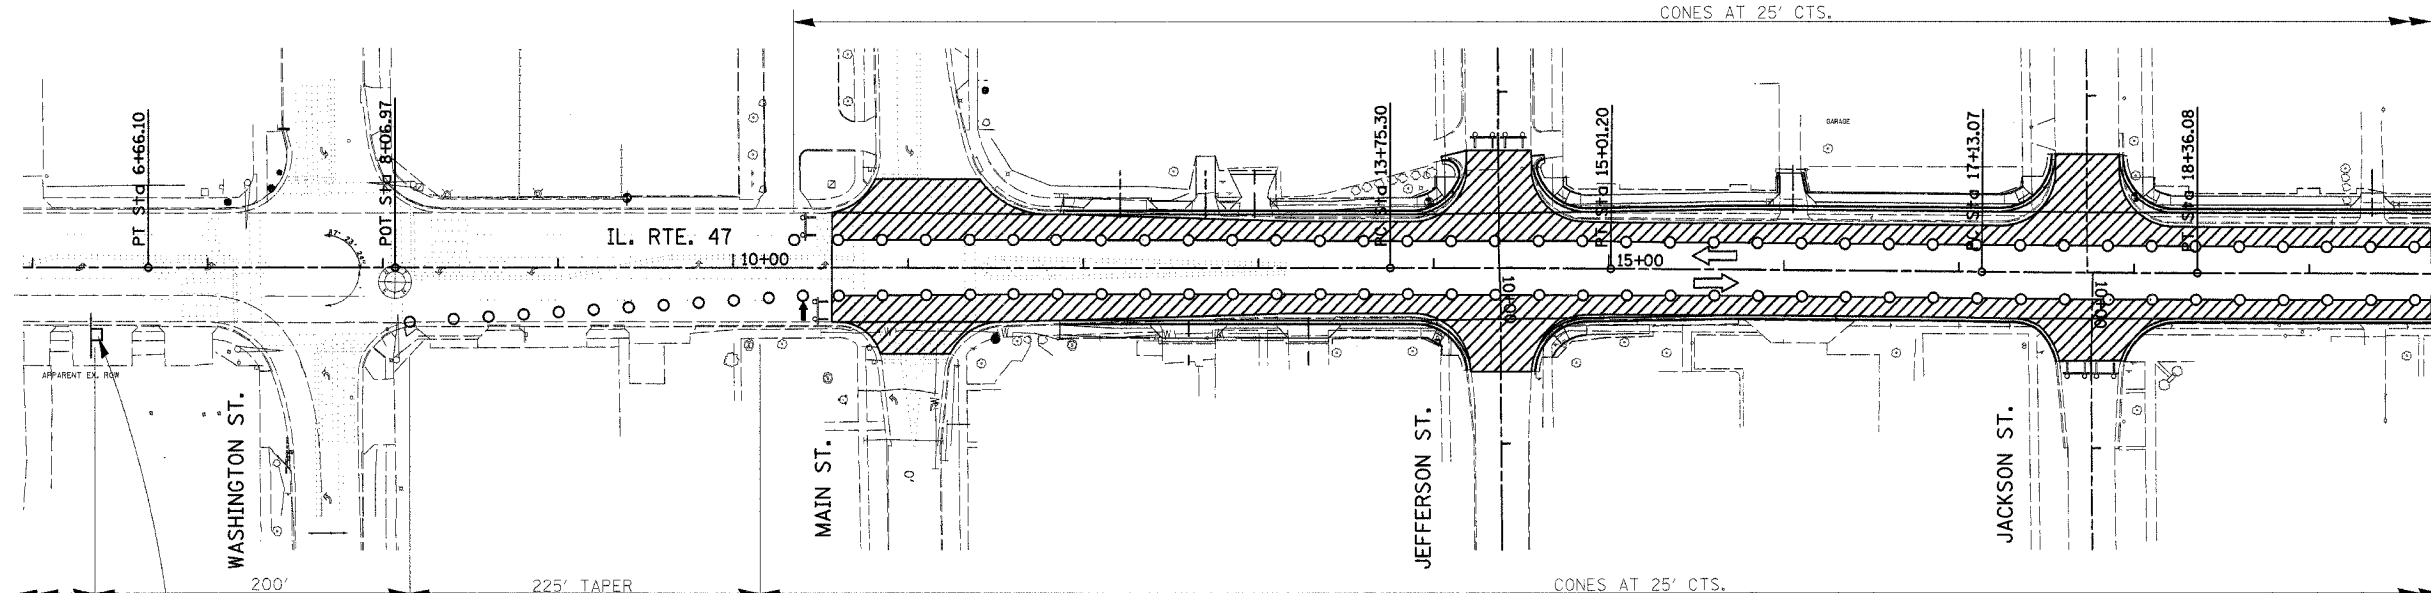 CONES AT 25' CTS.
PT Sta 6+66.10
POT Sta 8+06.97
PC Sta 13+75.30
PT Sta 15+01.20
GARAGE
PC Sta 17+13.07
PT Sta 18+36.08
IL. RTE. 47
10+00
15+00
10+00
10+00
APPARENT EX. ROW
WASHINGTON ST.
MAIN ST.
JEFFERSON ST.
JACKSON ST.
200'
225' TAPER
CONES AT 25' CTS.